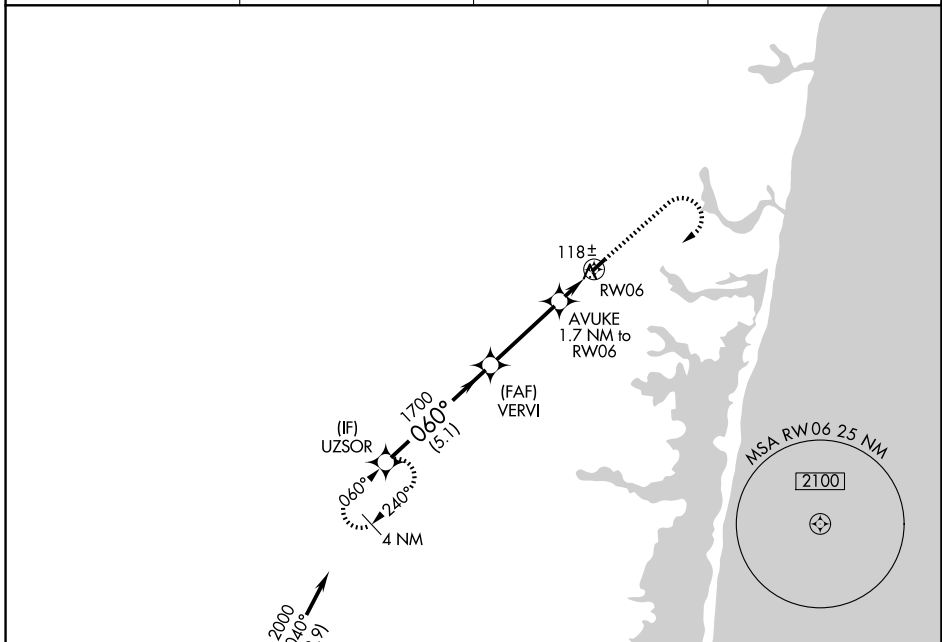 118±
RW06
AVUKE
1.7 NM to
RW06
(FAF)
VERVI
1700
060°
(5.1)
(IF)
UZSOR
060°
240°
4 NM
MSA RW06 25 NM
2100
2000